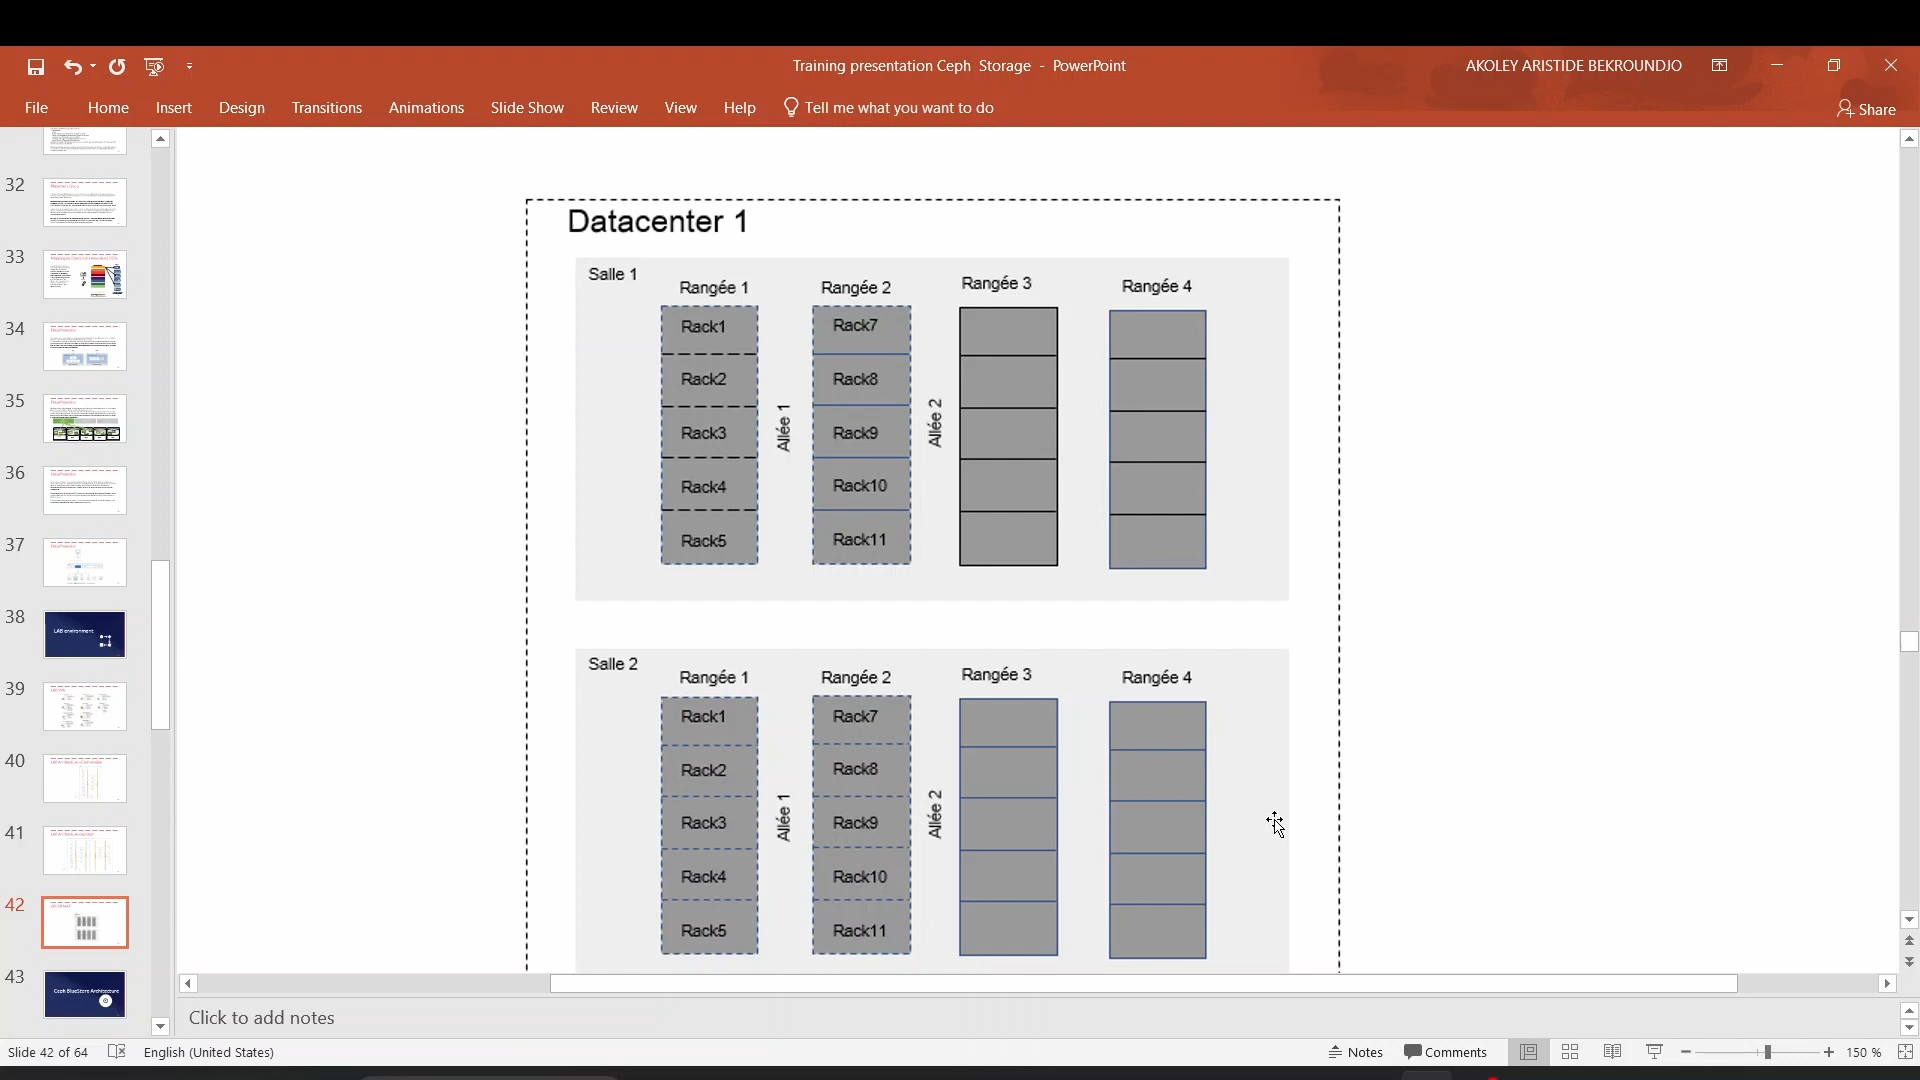 Training presentation Ceph Storage - PowerPoint
AKOLEY ARISTIDE BEKROUNDJO
File Home Insert Design Transitions Animations Slide Show Review View Help Tell me what you want to do
Share
32
33
34
35
36
37
38
LAB environment
39
40
41
42
43
Ceph BlueStore Architecture
Datacenter 1
Salle 1
Rangée 1 Rangée 2 Rangée 3 Rangée 4
Rack1 Rack7
Rack2 Rack8
Rack3 Allée 1 Rack9 Allée 2
Rack4 Rack10
Rack5 Rack11
Salle 2
Rangée 1 Rangée 2 Rangée 3 Rangée 4
Rack1 Rack7
Rack2 Rack8
Rack3 Allée 1 Rack9 Allée 2
Rack4 Rack10
Rack5 Rack11
Click to add notes
Slide 42 of 64 English (United States) Notes Comments 150 %